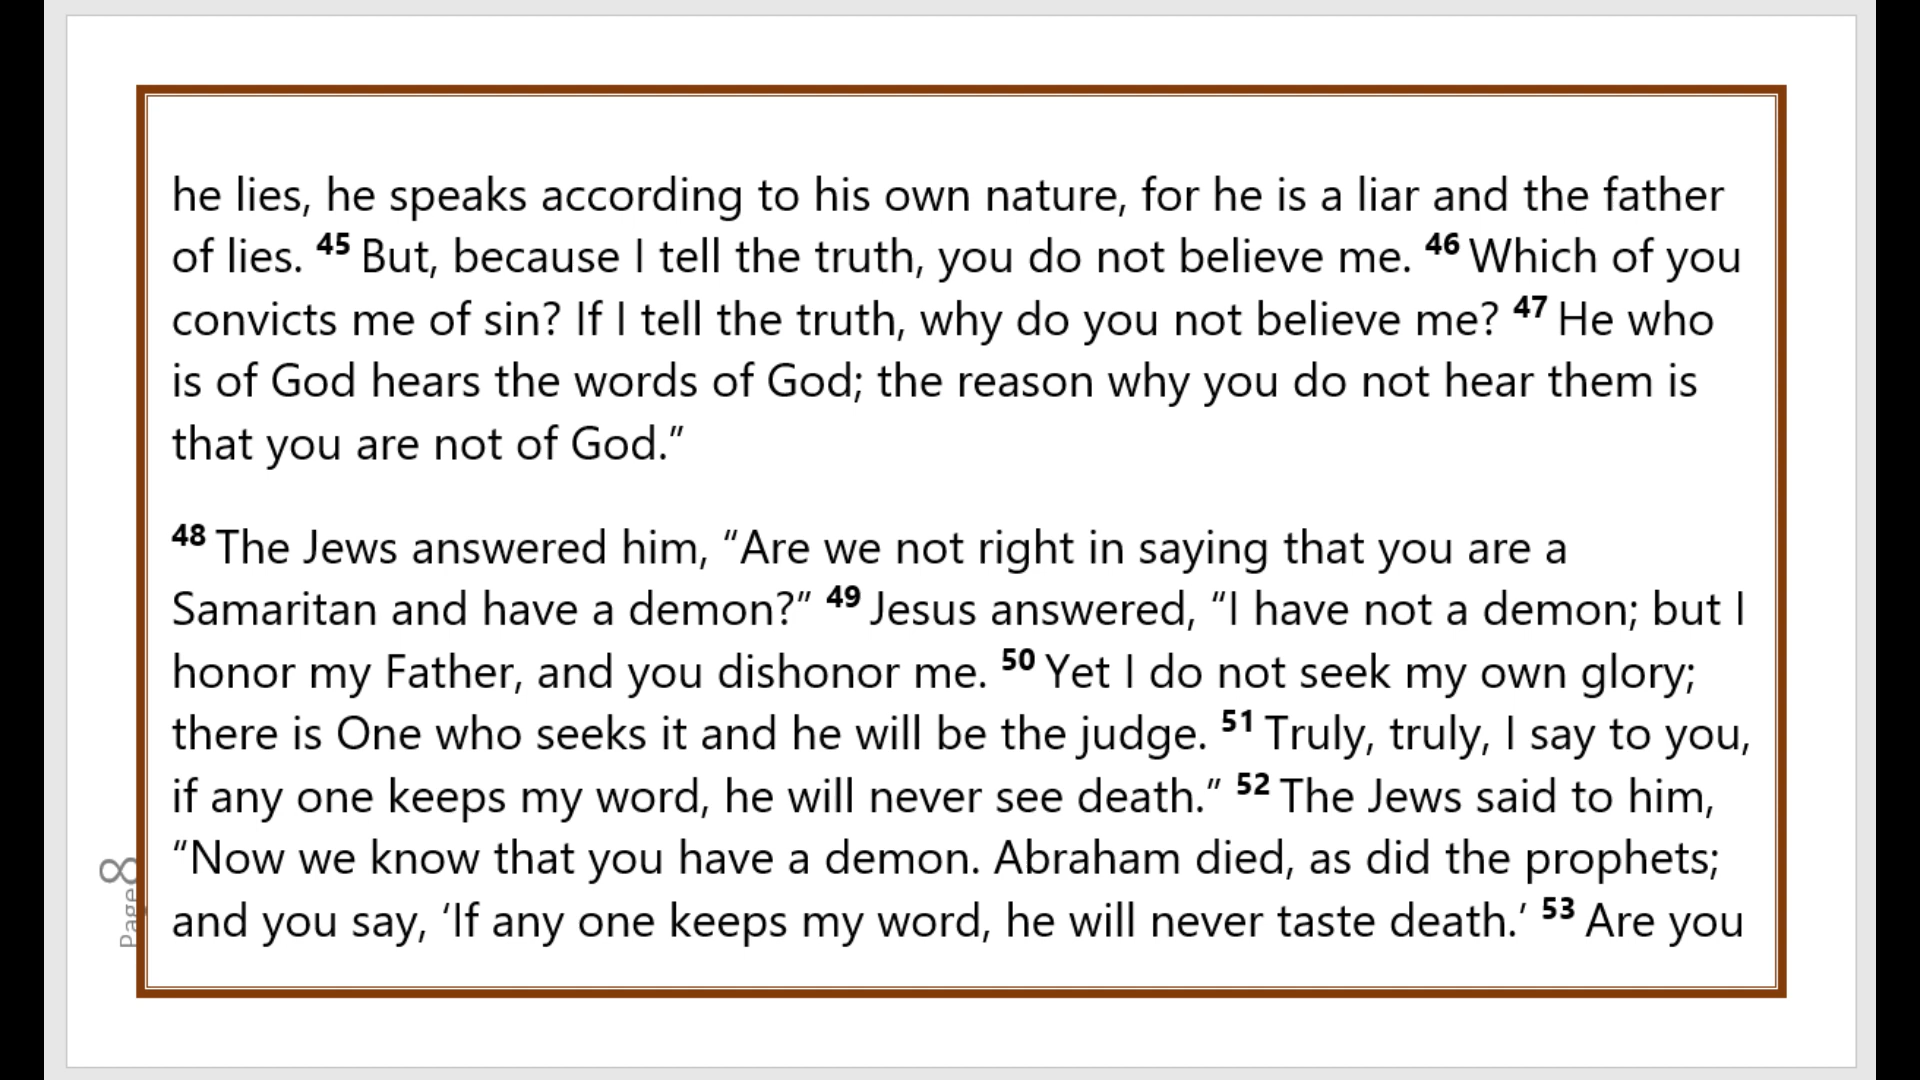 he lies, he speaks according to his own nature, for he is a liar and the father
of lies. 45 But, because I tell the truth, you do not believe me. 46 Which of you
convicts me of sin? If I tell the truth, why do you not believe me? 47 He who
is of God hears the words of God; the reason why you do not hear them is
that you are not of God.”
48 The Jews answered him, “Are we not right in saying that you are a
Samaritan and have a demon?” 49 Jesus answered, “I have not a demon; but I
honor my Father, and you dishonor me. 50 Yet I do not seek my own glory;
there is One who seeks it and he will be the judge. 51 Truly, truly, I say to you,
if any one keeps my word, he will never see death.” 52 The Jews said to him,
“Now we know that you have a demon. Abraham died, as did the prophets;
and you say, ‘If any one keeps my word, he will never taste death.’ 53 Are you
Page 8